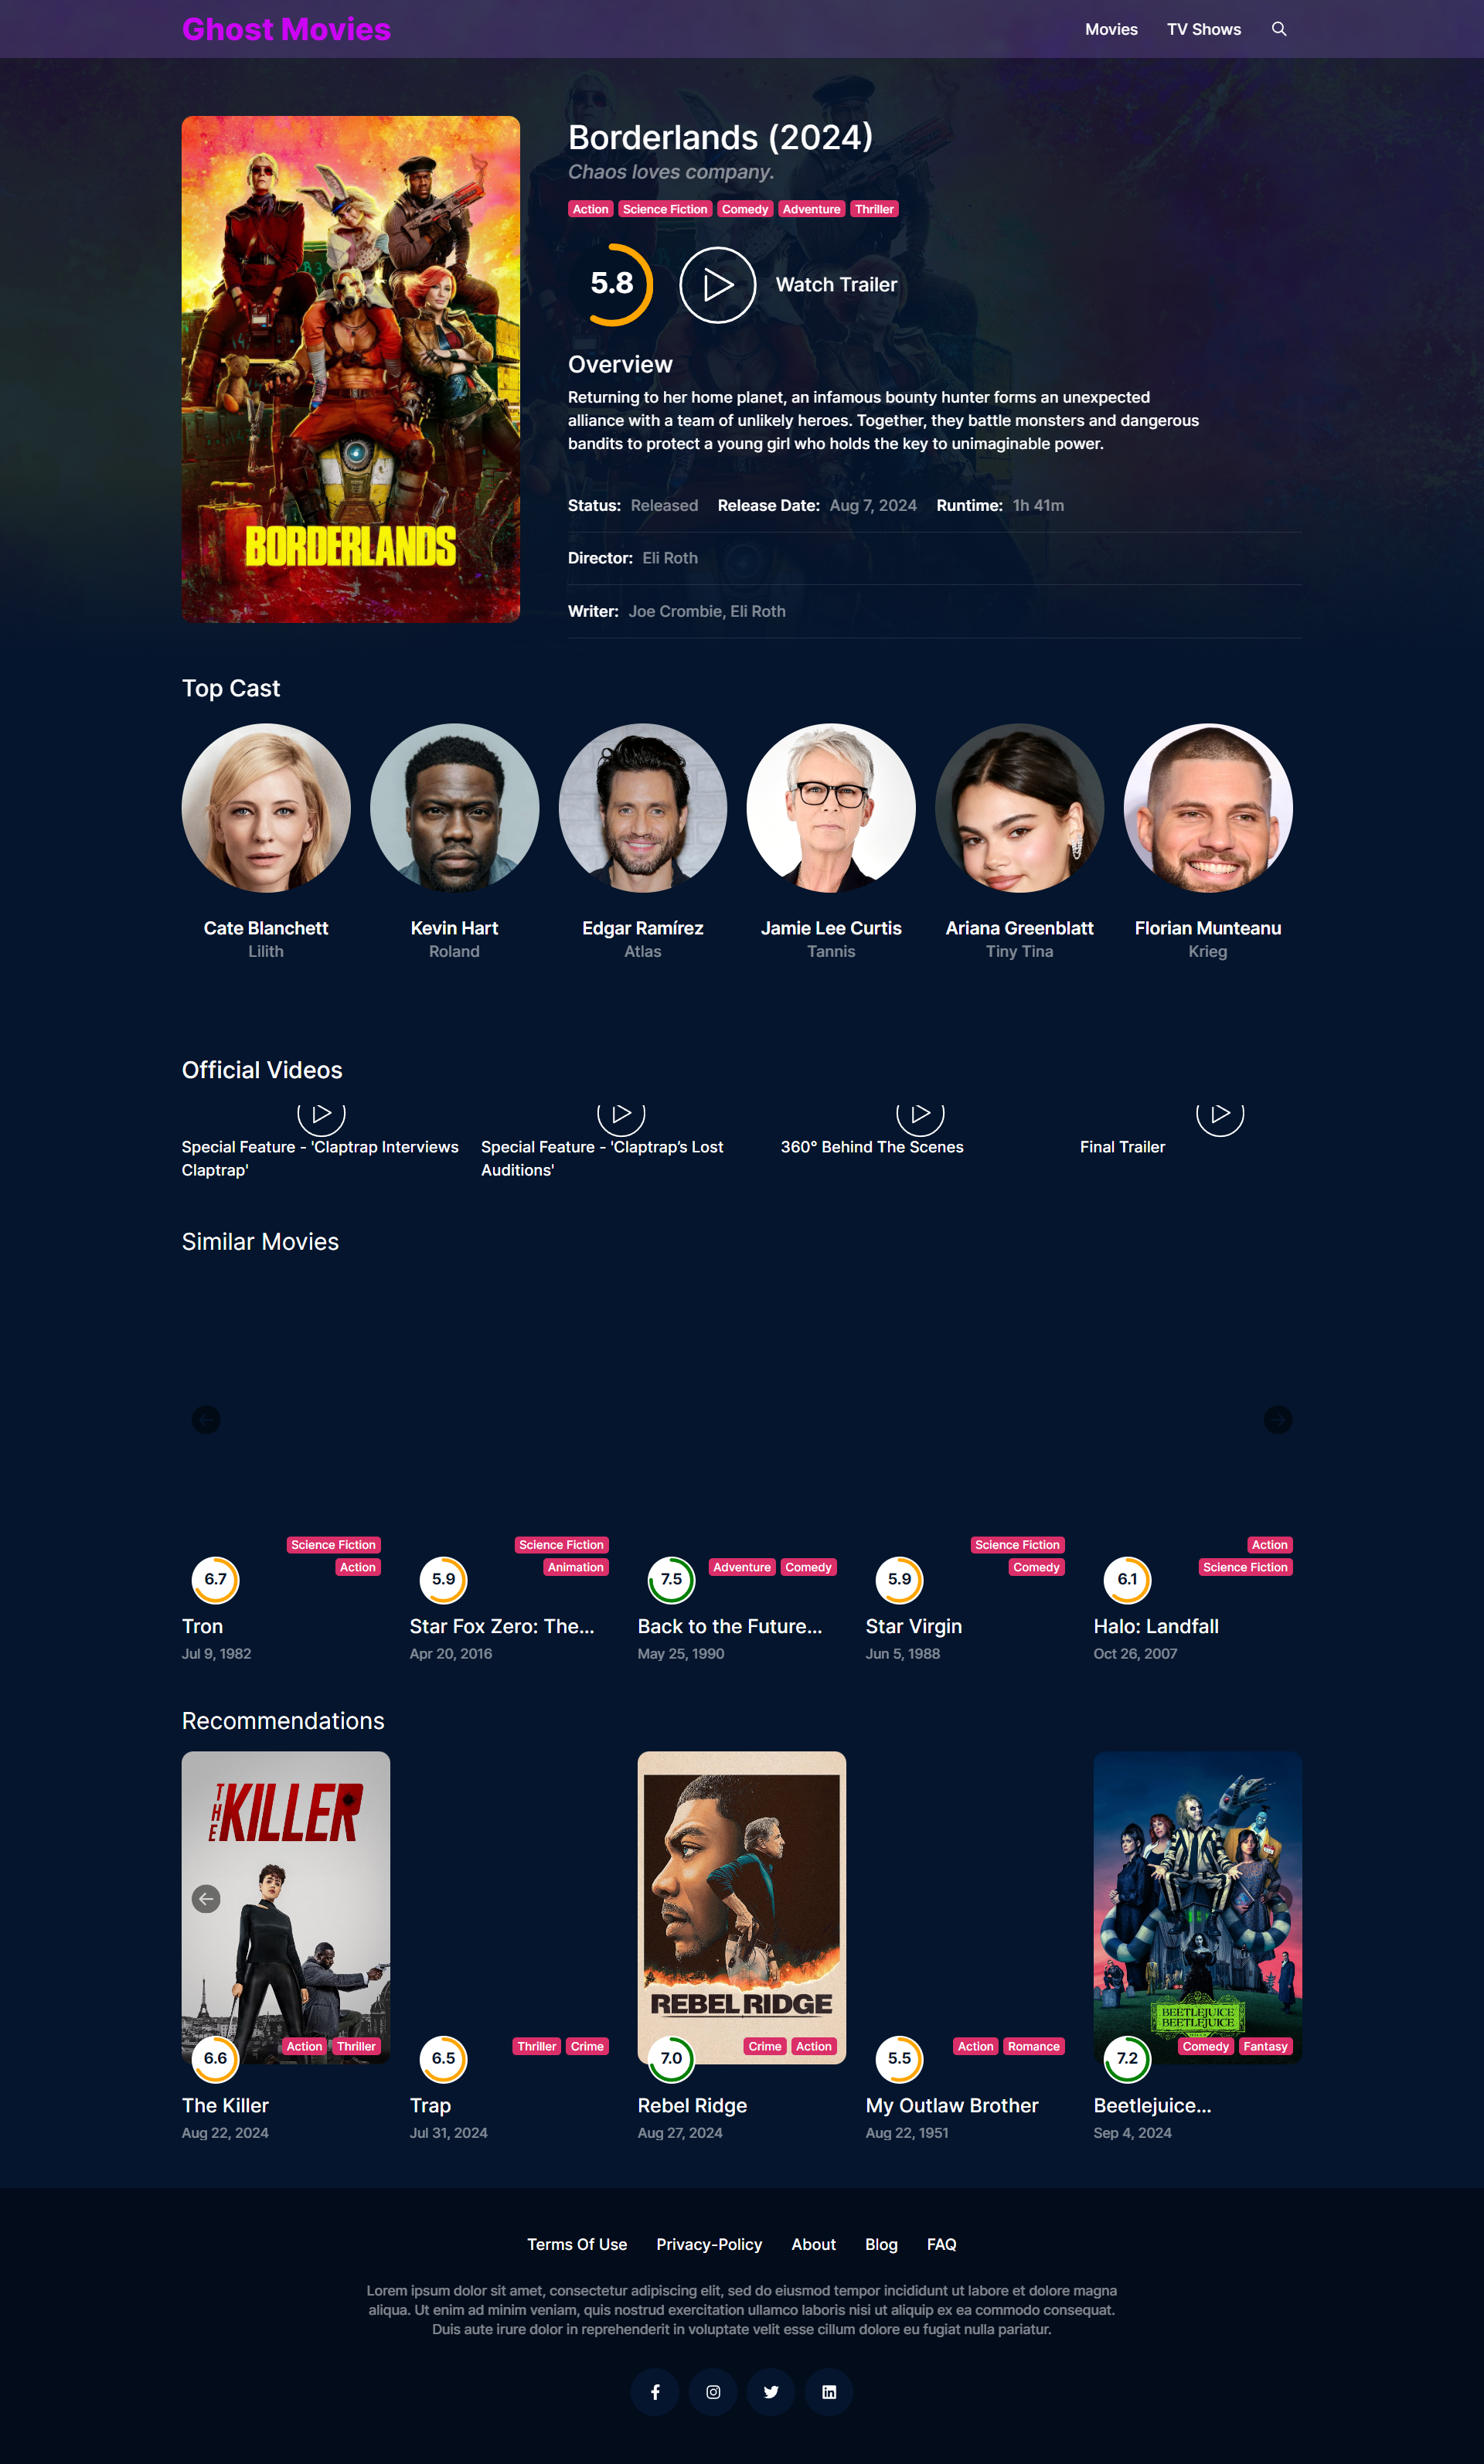 Ghost Movies
Movies
TV Shows
BORDERLANDS
Borderlands (2024)
Chaos loves company.
Action Science Fiction Comedy Adventure Thriller
5.8
Watch Trailer
Overview
Returning to her home planet, an infamous bounty hunter forms an unexpected
alliance with a team of unlikely heroes. Together, they battle monsters and dangerous
bandits to protect a young girl who holds the key to unimaginable power.
Status: Released Release Date: Aug 7, 2024 Runtime: 1h 41m
Director: Eli Roth
Writer: Joe Crombie, Eli Roth
Top Cast
Cate Blanchett
Lilith
Kevin Hart
Roland
Edgar Ramírez
Atlas
Jamie Lee Curtis
Tannis
Ariana Greenblatt
Tiny Tina
Florian Munteanu
Krieg
Official Videos
Special Feature - 'Claptrap Interviews
Claptrap'
Special Feature - 'Claptrap’s Lost
Auditions'
360° Behind The Scenes
Final Trailer
Similar Movies
Science Fiction
Action
6.7
Tron
Jul 9, 1982
Science Fiction
Animation
5.9
Star Fox Zero: The...
Apr 20, 2016
Adventure Comedy
7.5
Back to the Future...
May 25, 1990
Science Fiction
Comedy
5.9
Star Virgin
Jun 5, 1988
Action
Science Fiction
6.1
Halo: Landfall
Oct 26, 2007
Recommendations
THE KILLER
Action Thriller
6.6
The Killer
Aug 22, 2024
Thriller Crime
6.5
Trap
Jul 31, 2024
REBEL RIDGE
Crime Action
7.0
Rebel Ridge
Aug 27, 2024
Action Romance
5.5
My Outlaw Brother
Aug 22, 1951
BEETLEJUICE
BEETLEJUICE
Comedy Fantasy
7.2
Beetlejuice...
Sep 4, 2024
Terms Of Use Privacy-Policy About Blog FAQ
Lorem ipsum dolor sit amet, consectetur adipiscing elit, sed do eiusmod tempor incididunt ut labore et dolore magna
aliqua. Ut enim ad minim veniam, quis nostrud exercitation ullamco laboris nisi ut aliquip ex ea commodo consequat.
Duis aute irure dolor in reprehenderit in voluptate velit esse cillum dolore eu fugiat nulla pariatur.